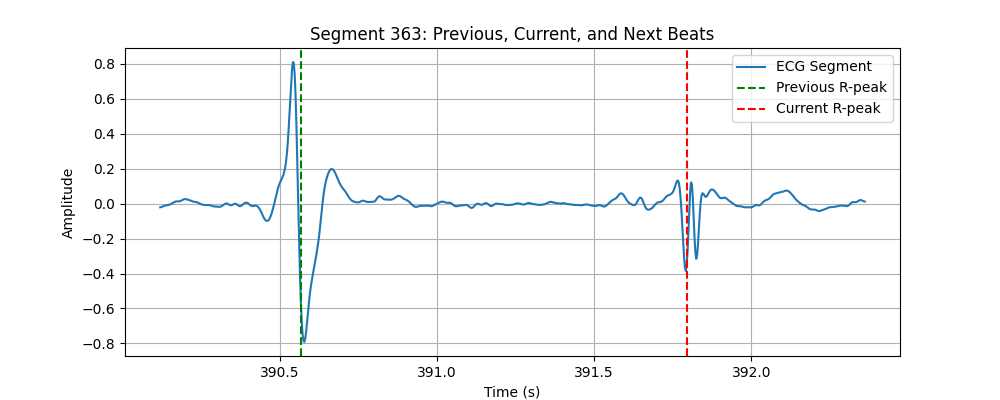 Segment 363: Previous, Current, and Next Beats
ECG Segment
Previous R-peak
Current R-peak
Amplitude
0.8
0.6
0.4
0.2
0.0
−0.2
−0.4
−0.6
−0.8
390.5
391.0
391.5
392.0
Time (s)